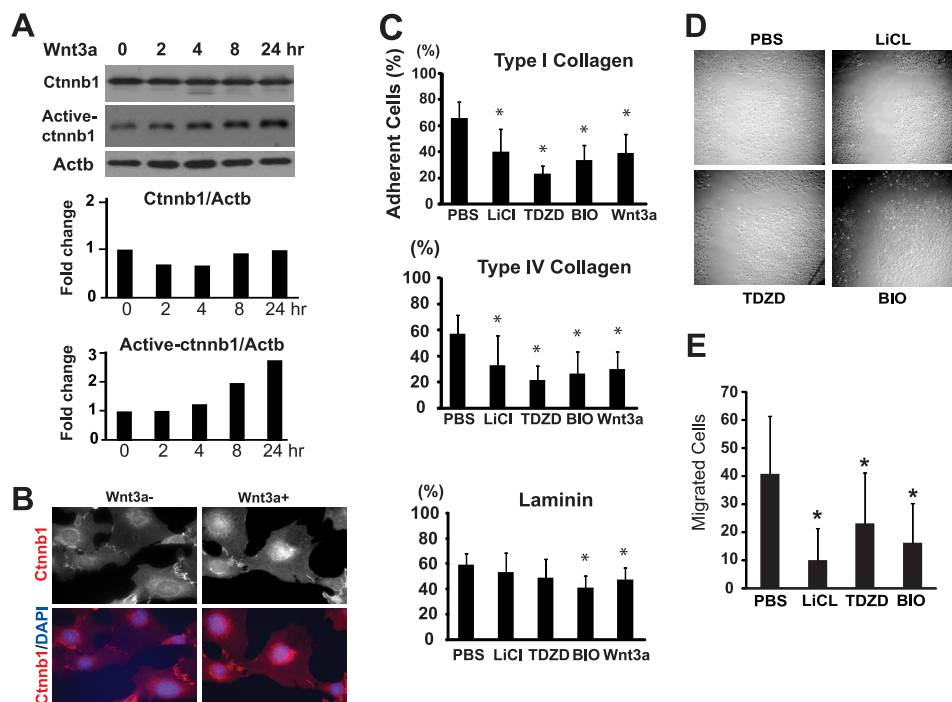 A
Wnt3a 0 2 4 8 24 hr
Ctnnb1
Active-
ctnnb1
Actb
Ctnnb1/Actb
Fold change
2
1
0
0 2 4 8 24 hr
Active-ctnnb1/Actb
Fold change
3
2
1
0
0 2 4 8 24 hr
B
Wnt3a- Wnt3a+
Ctnnb1
Ctnnb1/DAPI
C
Adherent Cells (%)
(%)
Type I Collagen
100
80
60
40
20
0
* * * *
PBS LiCl TDZD BIO Wnt3a
(%)
Type IV Collagen
100
80
60
40
20
0
* * * *
PBS LiCl TDZD BIO Wnt3a
(%)
Laminin
100
80
60
40
20
0
* *
PBS LiCl TDZD BIO Wnt3a
D
PBS LiCL
TDZD BIO
E
Migrated Cells
70
60
50
40
30
20
10
0
* * *
PBS LiCL TDZD BIO